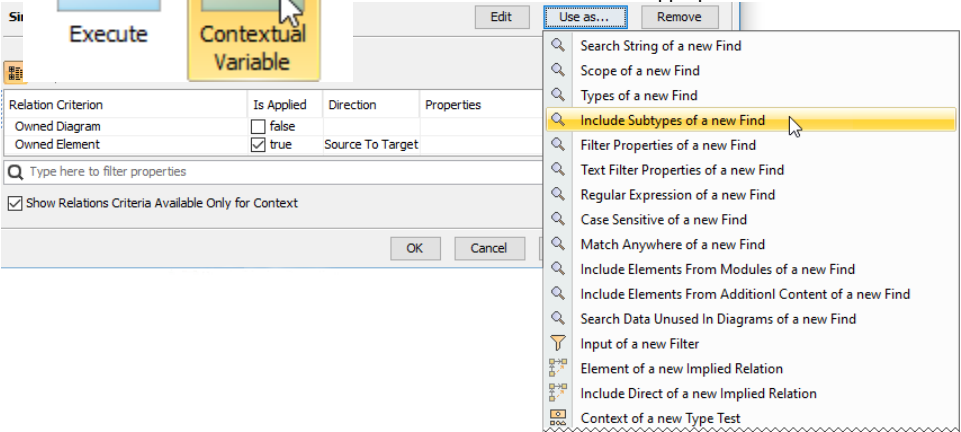 Edit
Use as...
Remove
Execute
Contextual
Variable
Relation Criterion
Is Applied
Direction
Properties
Owned Diagram
false
Owned Element
true
Source To Target
Type here to filter properties
Show Relations Criteria Available Only for Context
OK
Cancel
Search String of a new Find
Scope of a new Find
Types of a new Find
Include Subtypes of a new Find
Filter Properties of a new Find
Text Filter Properties of a new Find
Regular Expression of a new Find
Case Sensitive of a new Find
Match Anywhere of a new Find
Include Elements From Modules of a new Find
Include Elements From Additionl Content of a new Find
Search Data Unused In Diagrams of a new Find
Input of a new Filter
Element of a new Implied Relation
Include Direct of a new Implied Relation
Context of a new Type Test